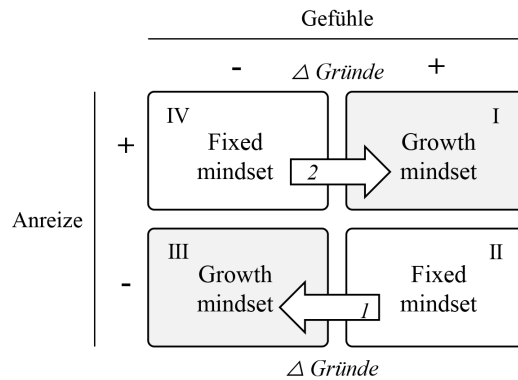 Gefühle
- △ Gründe +
IV
Fixed
mindset
I
Growth
mindset
2
+
Anreize
-
III
Growth
mindset
II
Fixed
mindset
1
△ Gründe